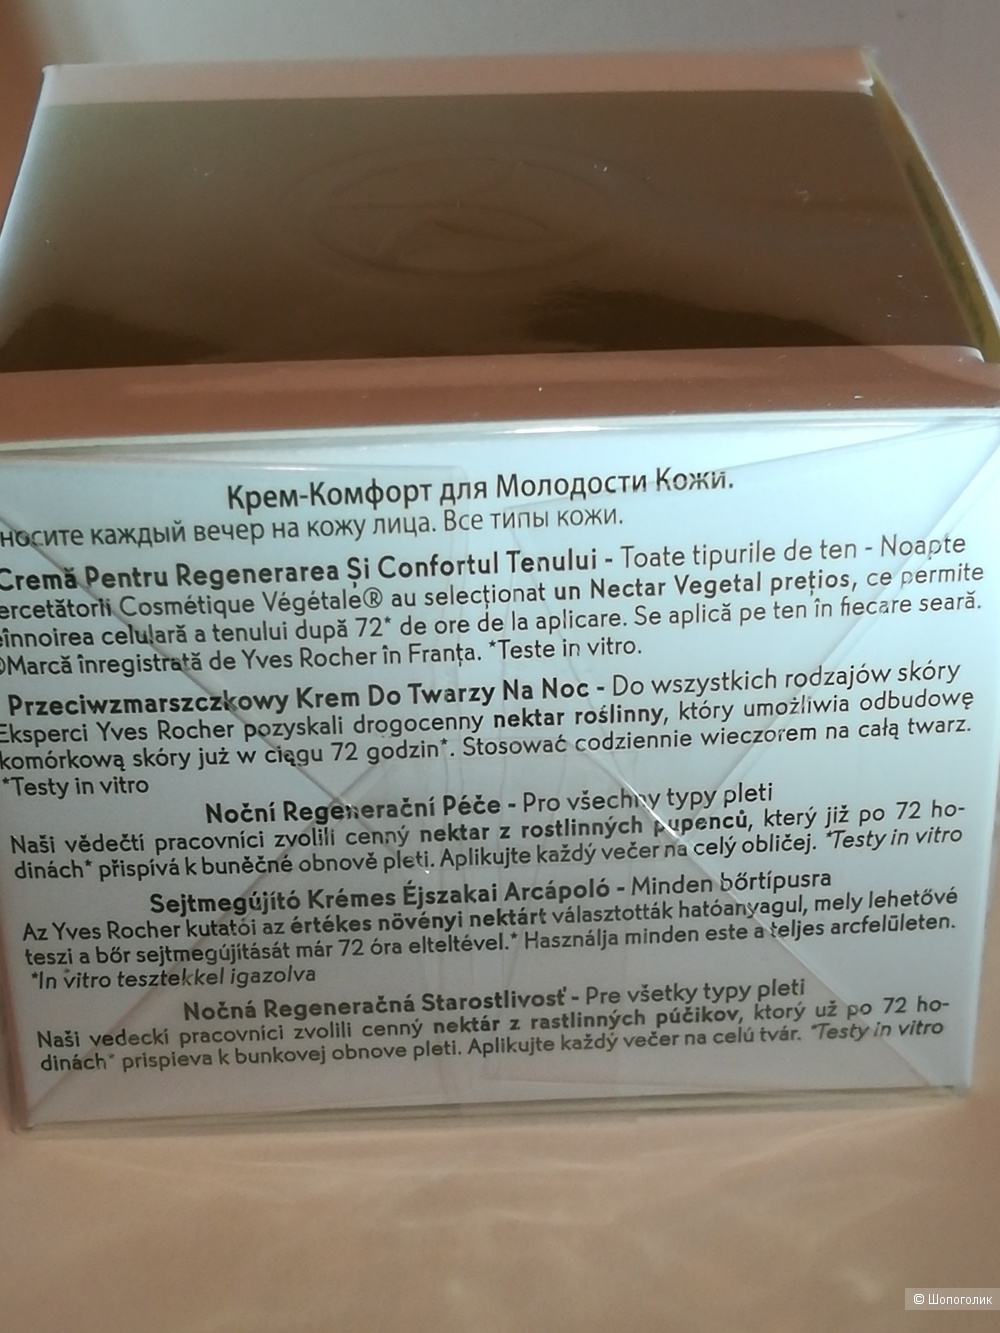 Крем-Комфорт для Молодости Кожи.
носите каждый вечер на кожу лица. Все типы кожи.
Cremă Pentru Regenerarea Și Confortul Tenului - Toate tipurile de ten - Noapte
ercetătorii Cosmétique Végétale® au selecționat un Nectar Vegetal prețios, ce permite
eînnoirea celulară a tenului după 72* de ore de la aplicare. Se aplică pe ten în fiecare seară.
®Marcă înregistrată de Yves Rocher în Franța. *Teste in vitro.
Przeciwzmarszczkowy Krem Do Twarzy Na Noc - Do wszystkich rodzajów skóry
Eksperci Yves Rocher pozyskali drogocenny nektar roślinny, który umożliwia odbudowę
komórkową skóry już w ciągu 72 godzin*. Stosować codziennie wieczorem na całą twarz.
*Testy in vitro
Noční Regenerační Péče - Pro všechny typy pleti
Naši vědečtí pracovníci zvolili cenný nektar z rostlinných pupenců, který již po 72 ho-
dinách* přispívá k buněčné obnově pleti. Aplikujte každý večer na celý obličej. *Testy in vitro
Sejtmegújító Krémes Éjszakai Arcápoló - Minden bőrtípusra
Az Yves Rocher kutatói az értékes növényi nektárt választották hatóanyagul, mely lehetővé
teszi a bőr sejtmegújítását már 72 óra elteltével.* Használja minden este a teljes arcfelületen.
*In vitro tesztekkel igazolva
Nočná Regeneračná Starostlivosť - Pre všetky typy pleti
Naši vedeckí pracovníci zvolili cenný nektár z rastlinných púčikov, ktorý už po 72 ho-
dinách* prispieva k bunkovej obnove pleti. Aplikujte každý večer na celú tvár. *Testy in vitro
© Шопоголик